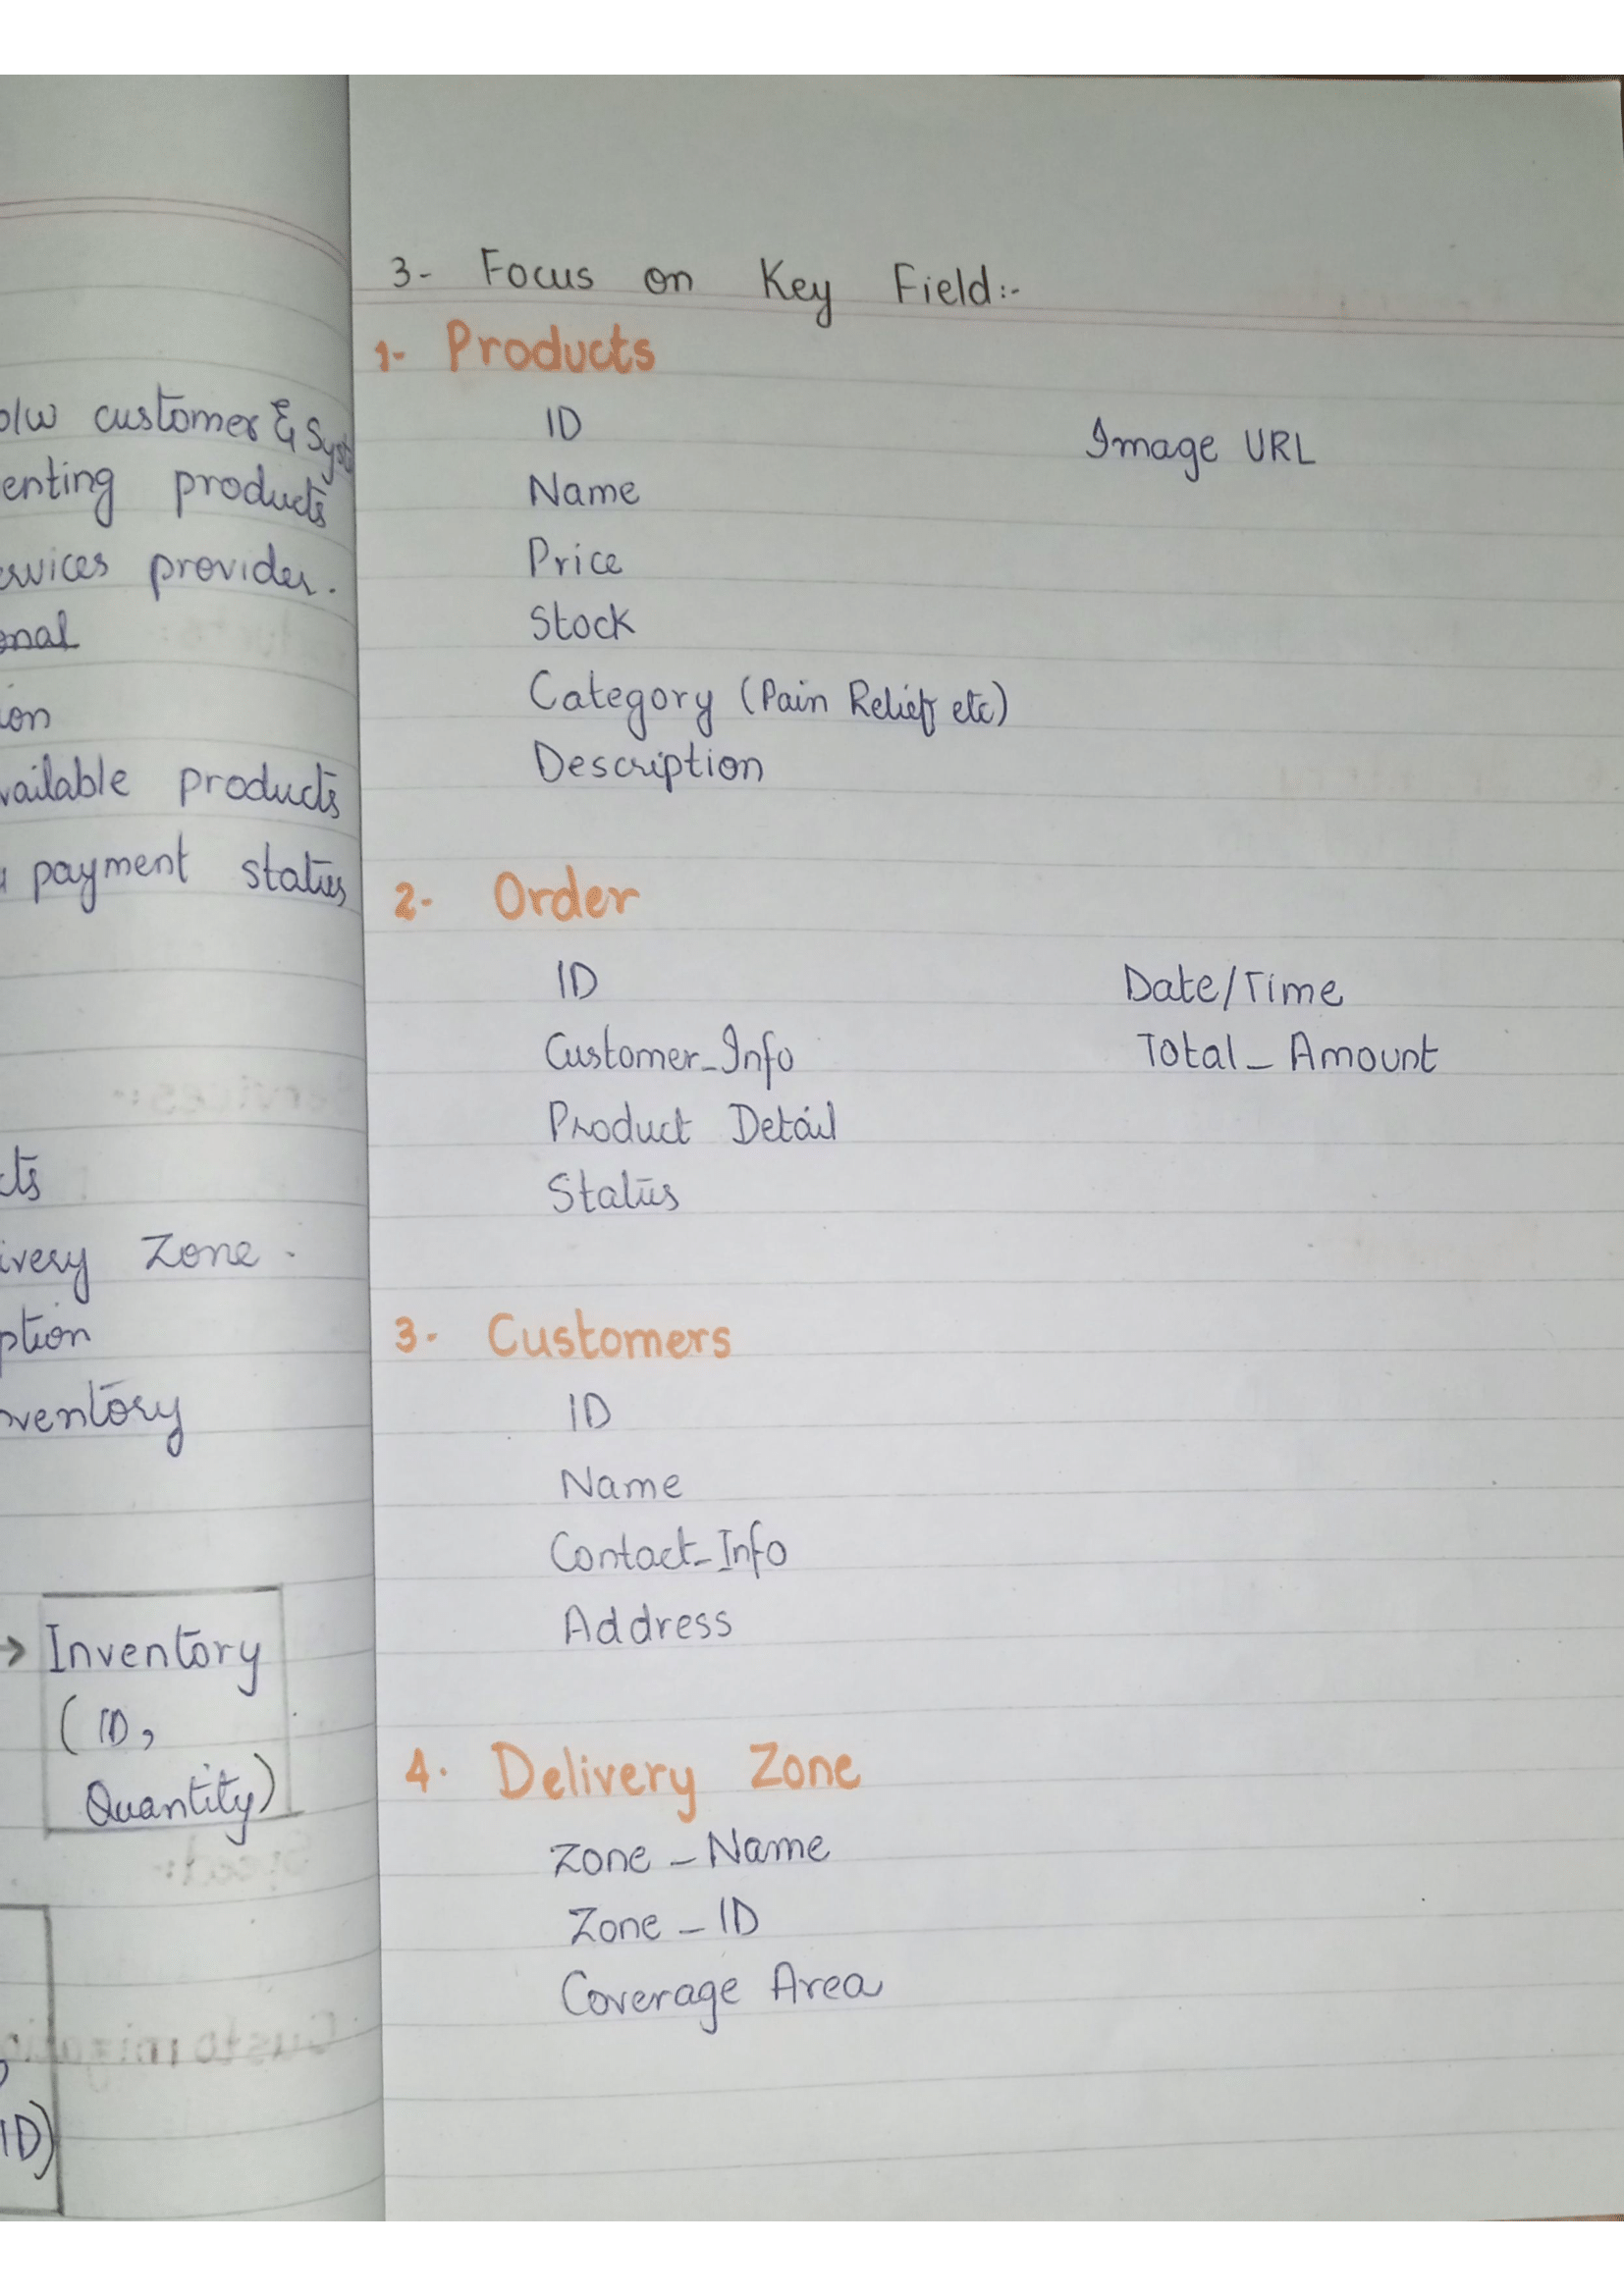 b/w customer & Syst
enting products
ervices provider.
onal
ion
vailable products
payment status
cts
ivery Zone.
ption
nventory
→ Inventory
(ID,
Quantity)
ID)
3- Focus on Key Field:-
1- Products
ID
Name
Price
Stock
Category (Pain Relief etc)
Description
Image URL
2- Order
ID
Customer_Info
Product Detail
Status
Date/Time
Total_Amount
3- Customers
ID
Name
Contact_Info
Address
4. Delivery Zone
Zone_Name
Zone_ID
Coverage Area